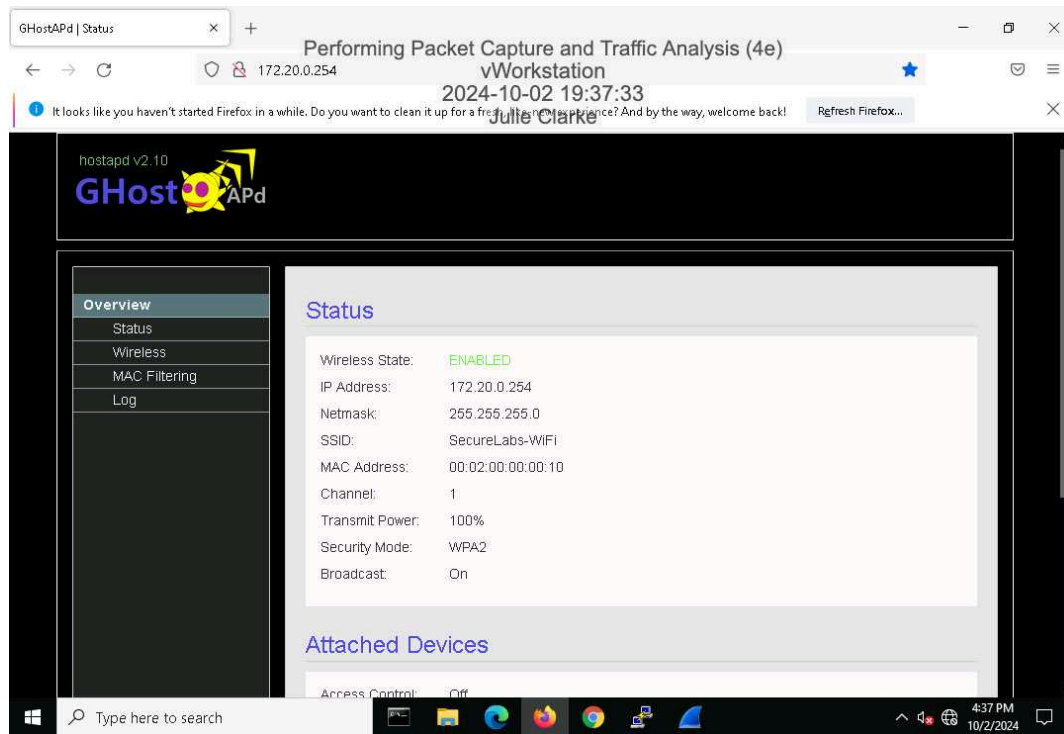 GHostAPd | Status
Performing Packet Capture and Traffic Analysis (4e)
172.20.0.254
vWorkstation
2024-10-02 19:37:33
It looks like you haven't started Firefox in a while. Do you want to clean it up for a fresh, like-new experience? And by the way, welcome back!
Refresh Firefox...
Julie Clarke
hostapd v2.10
GHost APd
Overview
Status
Wireless
MAC Filtering
Log
Status
Wireless State: ENABLED
IP Address: 172.20.0.254
Netmask: 255.255.255.0
SSID: SecureLabs-WiFi
MAC Address: 00:02:00:00:00:10
Channel: 1
Transmit Power: 100%
Security Mode: WPA2
Broadcast: On
Attached Devices
Access Control: Off
Type here to search
4:37 PM
10/2/2024